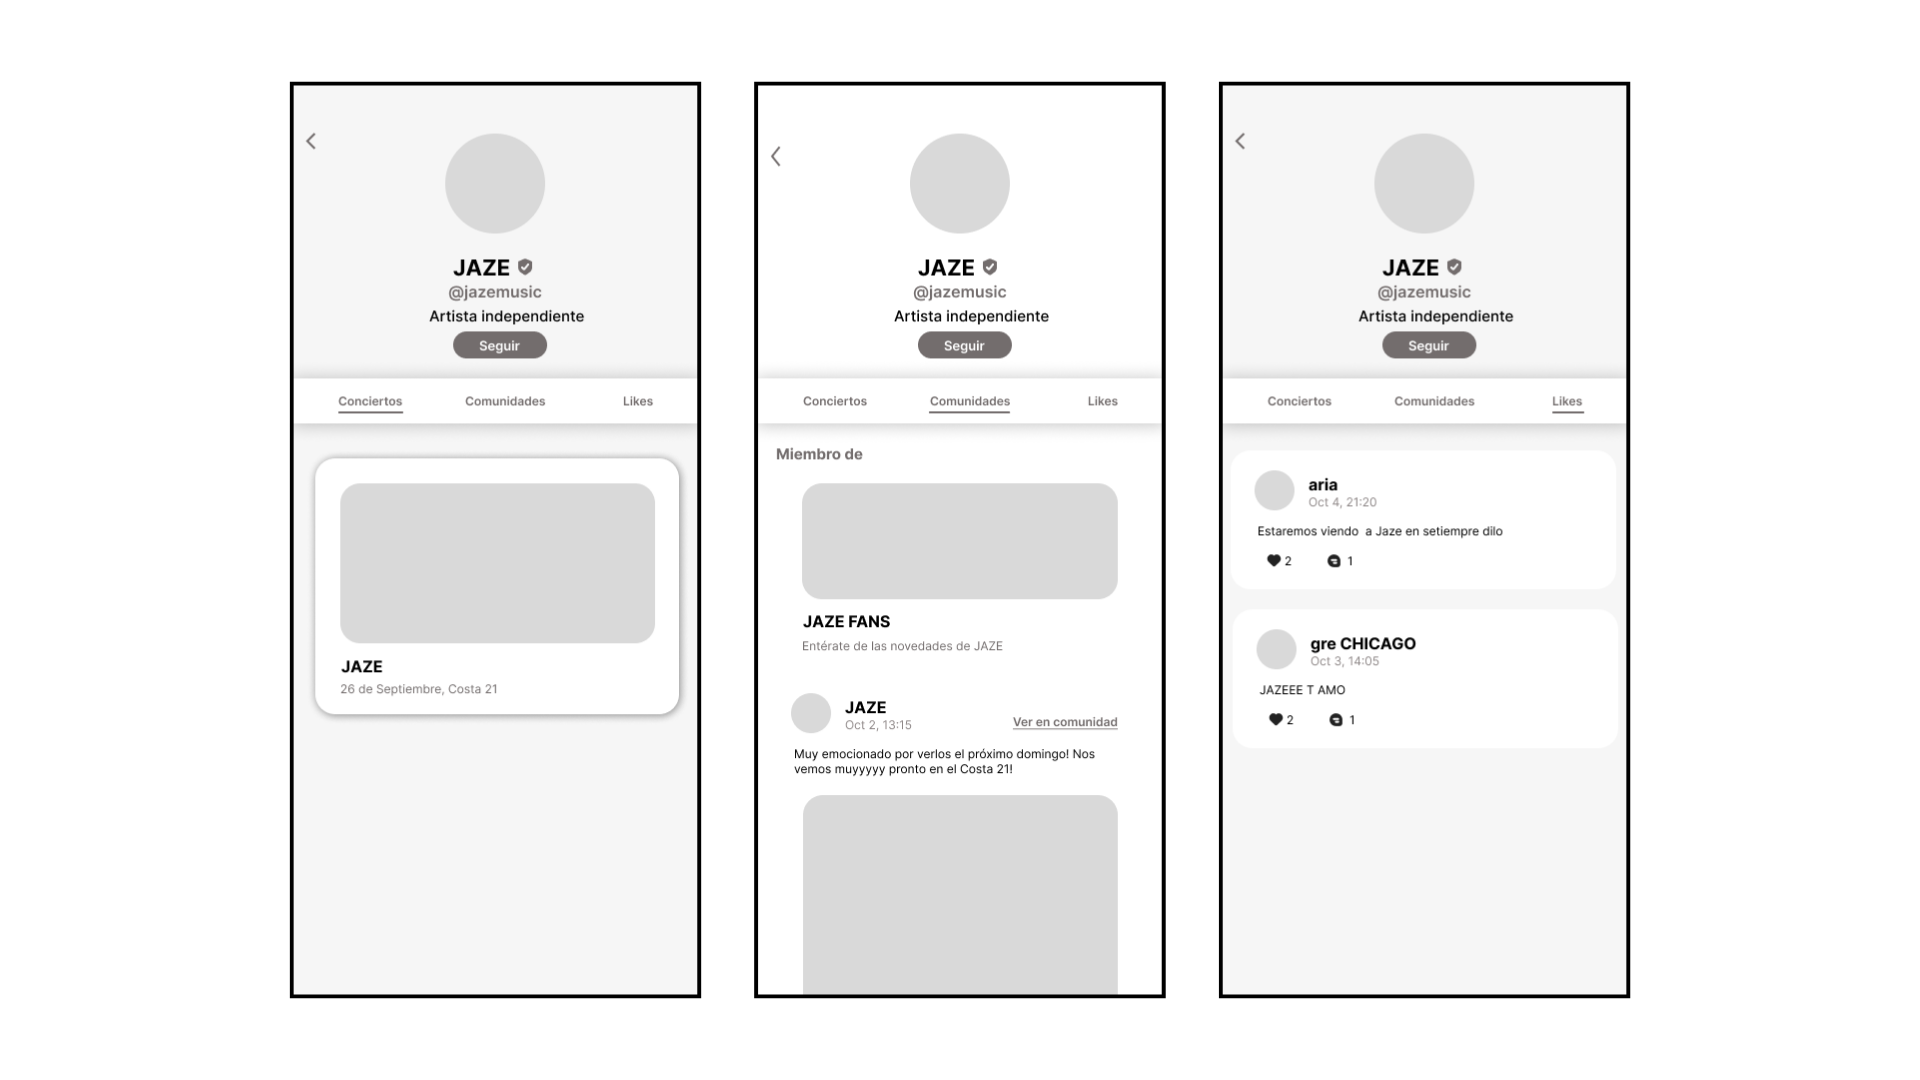 JAZE
@jazemusic
Artista independiente
Seguir
Conciertos
Comunidades
Likes
JAZE
26 de Septiembre, Costa 21
JAZE
@jazemusic
Artista independiente
Seguir
Conciertos
Comunidades
Likes
Miembro de
JAZE FANS
Entérate de las novedades de JAZE
JAZE
Oct 2, 13:15
Ver en comunidad
Muy emocionado por verlos el próximo domingo! Nos
vemos muyyyyy pronto en el Costa 21!
JAZE
@jazemusic
Artista independiente
Seguir
Conciertos
Comunidades
Likes
aria
Oct 4, 21:20
Estaremos viendo  a Jaze en setiempre dilo
2
1
gre CHICAGO
Oct 3, 14:05
JAZEEE T AMO
2
1